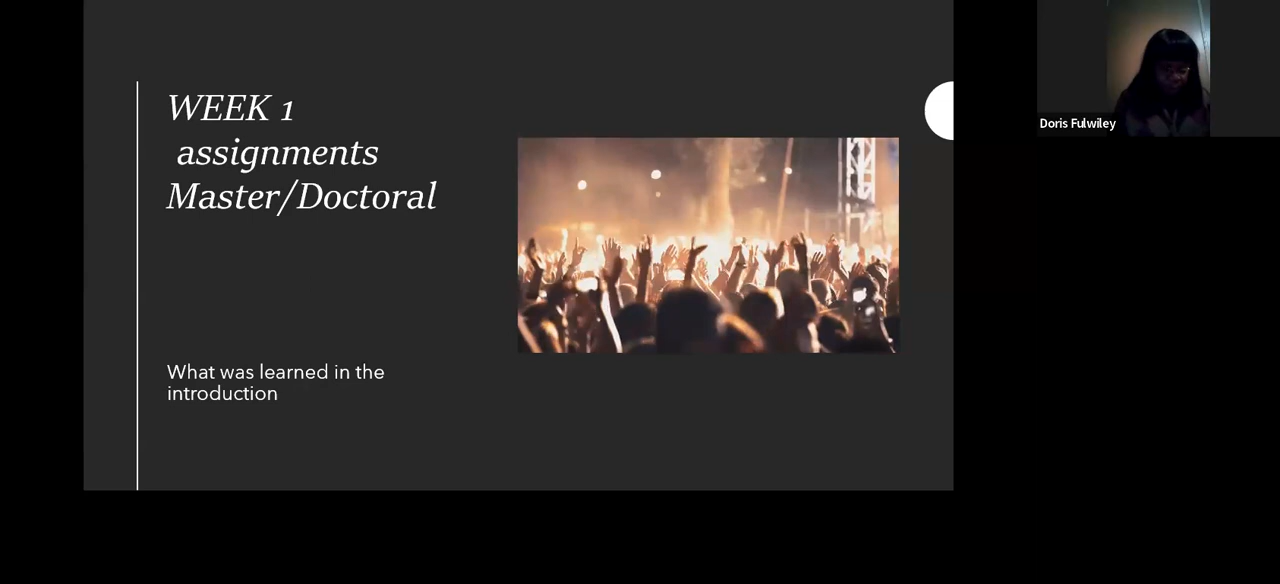 WEEK 1
assignments
Master/Doctoral
What was learned in the
introduction
Doris Fulwiley